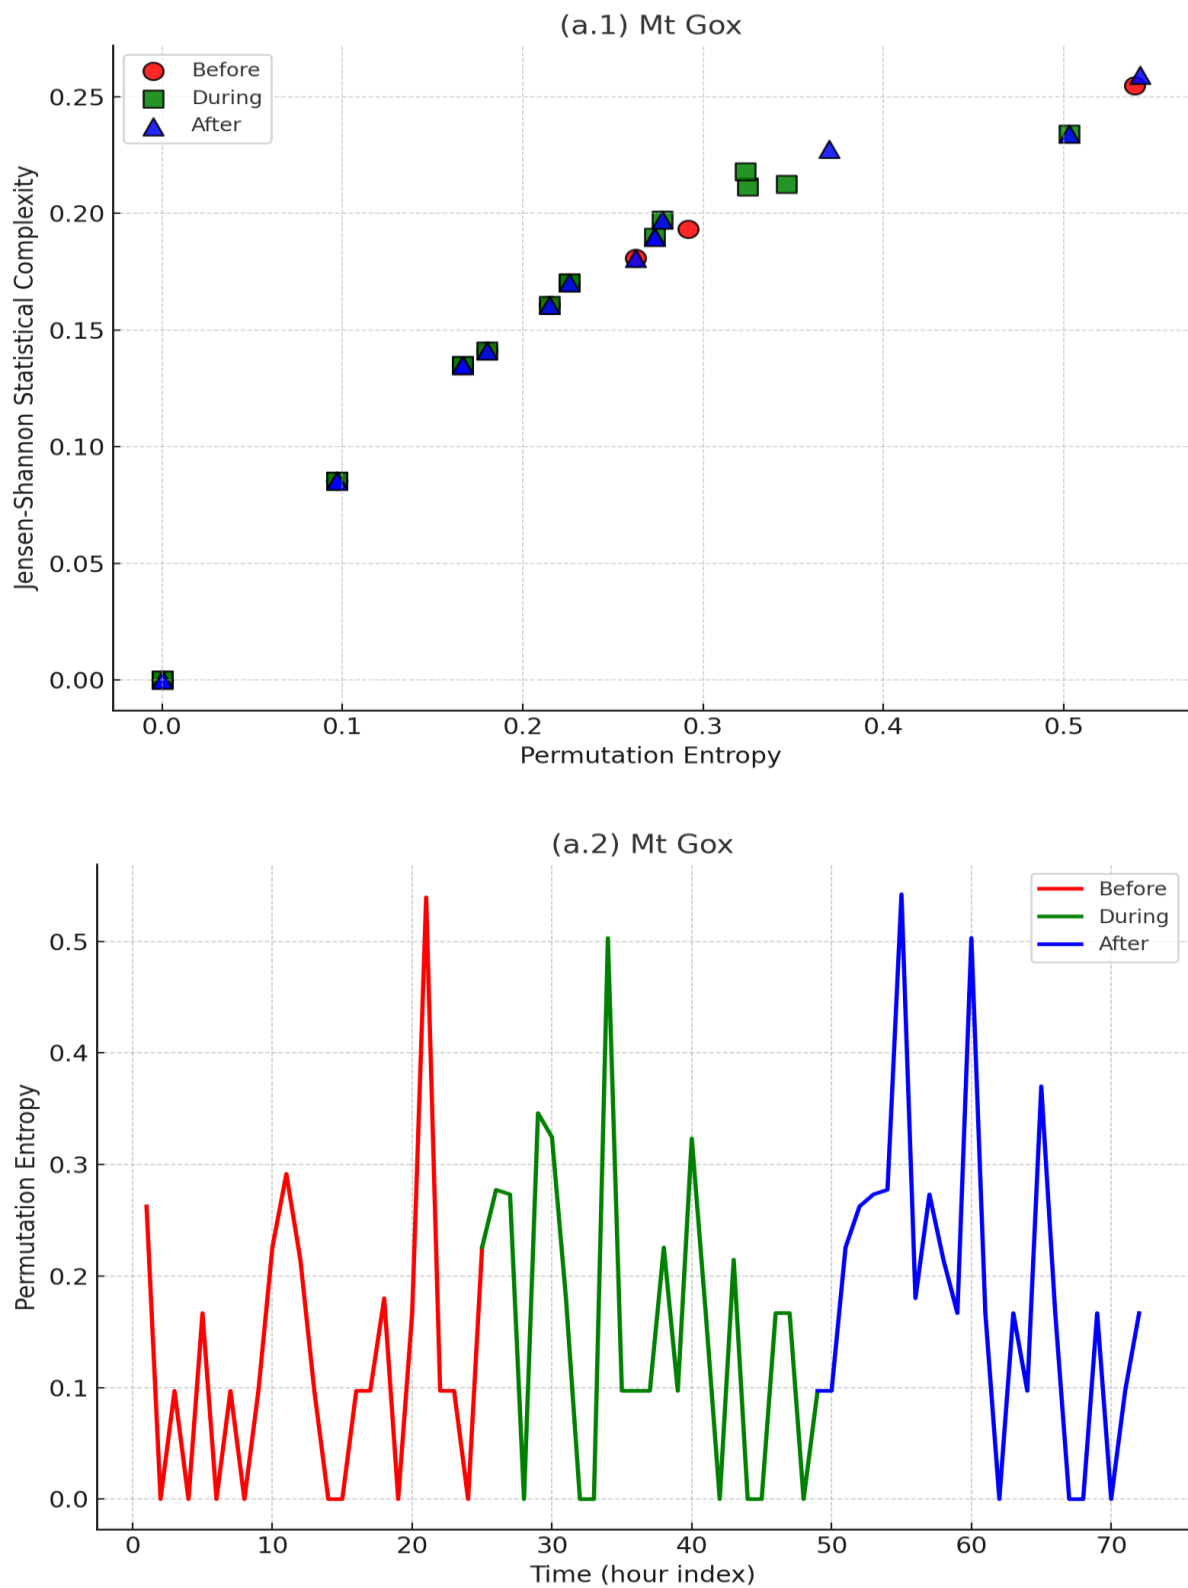 (a.1) Mt Gox
Before
During
After
Jensen-Shannon Statistical Complexity
0.25
0.20
0.15
0.10
0.05
0.00
0.0 0.1 0.2 0.3 0.4 0.5
Permutation Entropy
(a.2) Mt Gox
Before
During
After
Permutation Entropy
0.5
0.4
0.3
0.2
0.1
0.0
0 10 20 30 40 50 60 70
Time (hour index)